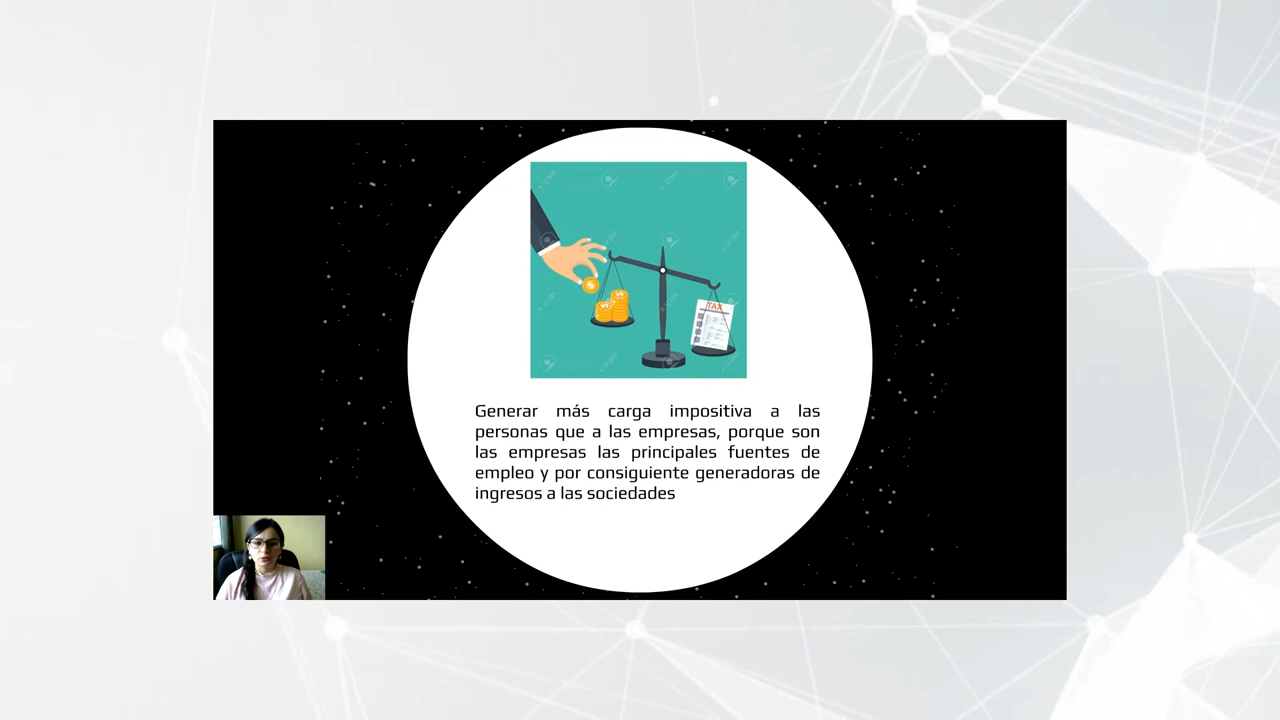 TAX
Generar más carga impositiva a las
personas que a las empresas, porque son
las empresas las principales fuentes de
empleo y por consiguiente generadoras de
ingresos a las sociedades